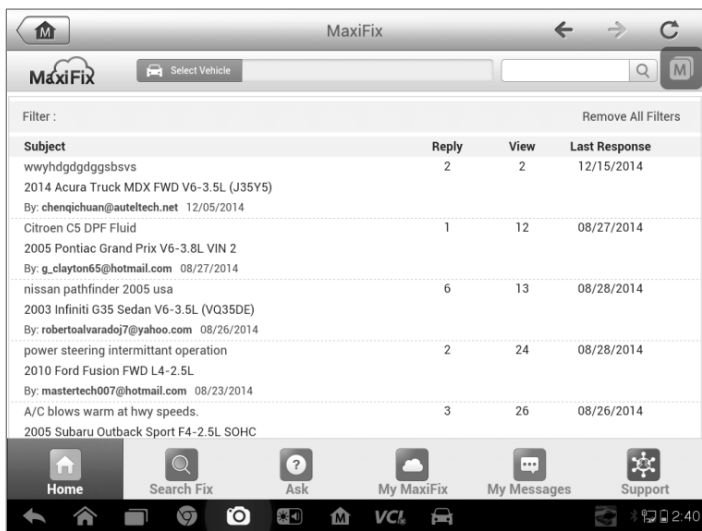 MaxiFix
MaxiFix Select Vehicle M
Filter : Remove All Filters
Subject Reply View Last Response
wwyhdgdgdggsbsvs 2 2 12/15/2014
2014 Acura Truck MDX FWD V6-3.5L (J35Y5)
By: chenqichuan@auteltech.net 12/05/2014
Citroen C5 DPF Fluid 1 12 08/27/2014
2005 Pontiac Grand Prix V6-3.8L VIN 2
By: g_clayton65@hotmail.com 08/27/2014
nissan pathfinder 2005 usa 6 13 08/28/2014
2003 Infiniti G35 Sedan V6-3.5L (VQ35DE)
By: robertoalvaradoj7@yahoo.com 08/26/2014
power steering intermittant operation 2 24 08/28/2014
2010 Ford Fusion FWD L4-2.5L
By: mastertech007@hotmail.com 08/23/2014
A/C blows warm at hwy speeds. 3 26 08/26/2014
2005 Subaru Outback Sport F4-2.5L SOHC
Home Search Fix Ask My MaxiFix My Messages Support
M VCI 2:40